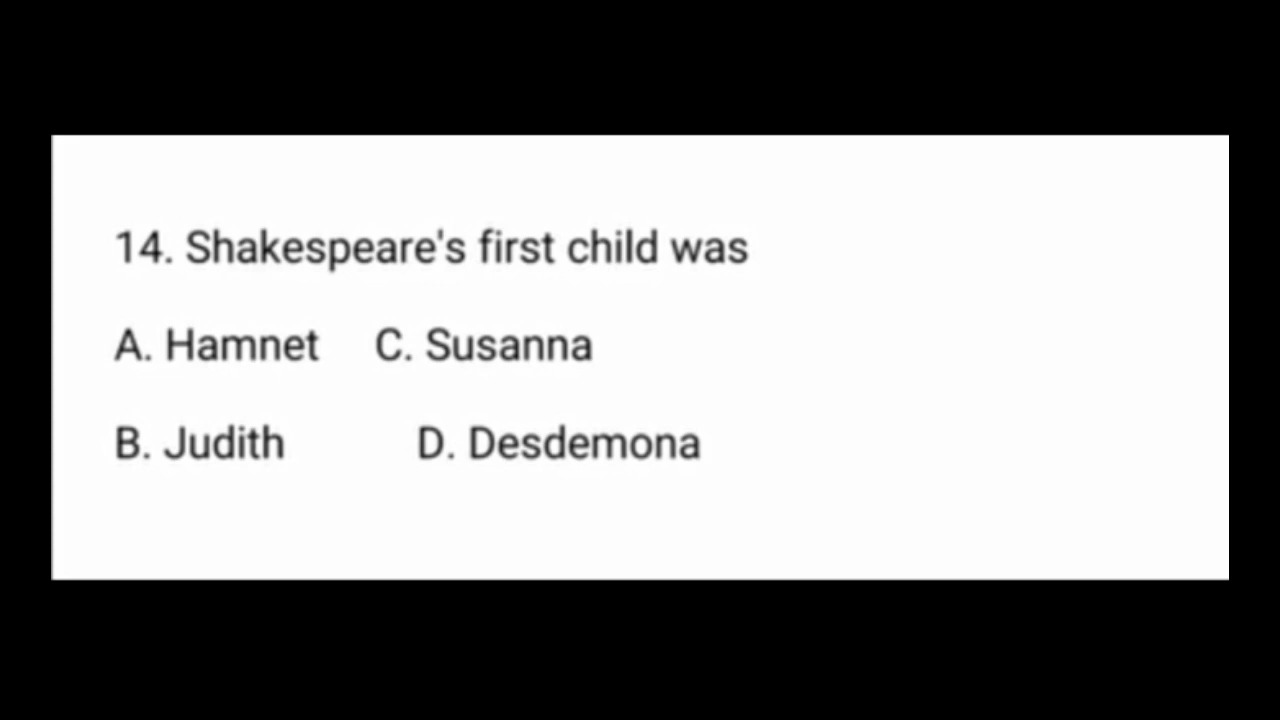 14. Shakespeare's first child was
A. Hamnet C. Susanna
B. Judith D. Desdemona